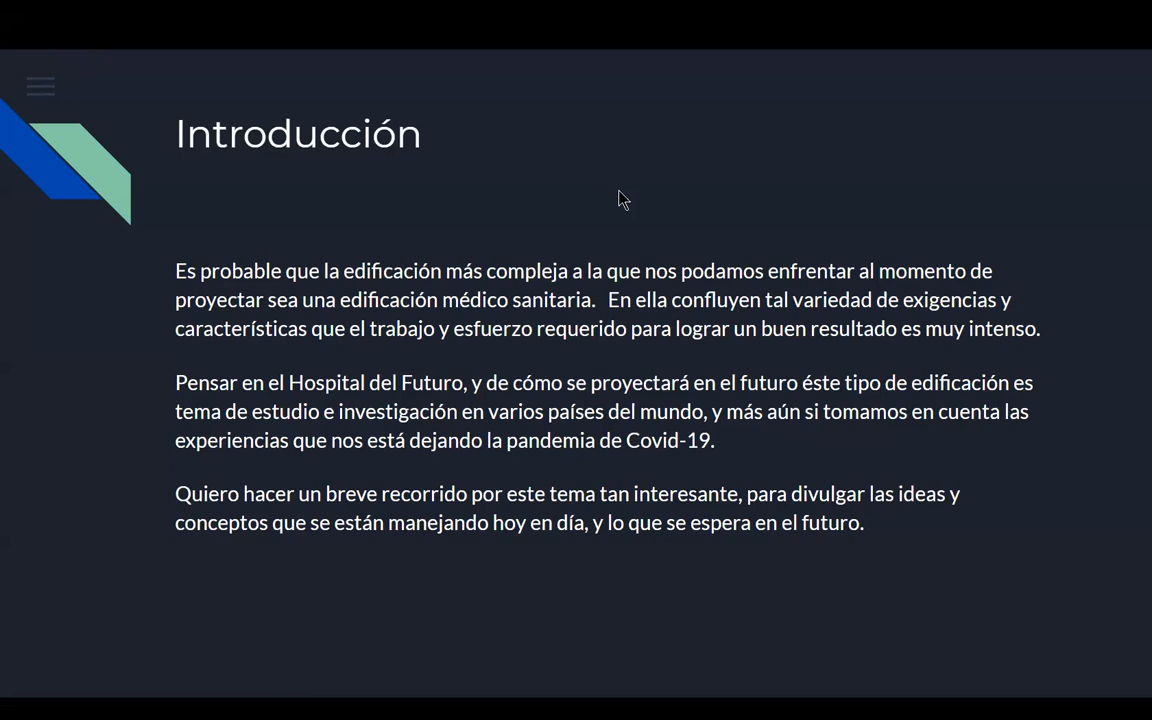 Introducción
Es probable que la edificación más compleja a la que nos podamos enfrentar al momento de
proyectar sea una edificación médico sanitaria.  En ella confluyen tal variedad de exigencias y
características que el trabajo y esfuerzo requerido para lograr un buen resultado es muy intenso.
Pensar en el Hospital del Futuro, y de cómo se proyectará en el futuro éste tipo de edificación es
tema de estudio e investigación en varios países del mundo, y más aún si tomamos en cuenta las
experiencias que nos está dejando la pandemia de Covid-19.
Quiero hacer un breve recorrido por este tema tan interesante, para divulgar las ideas y
conceptos que se están manejando hoy en día, y lo que se espera en el futuro.